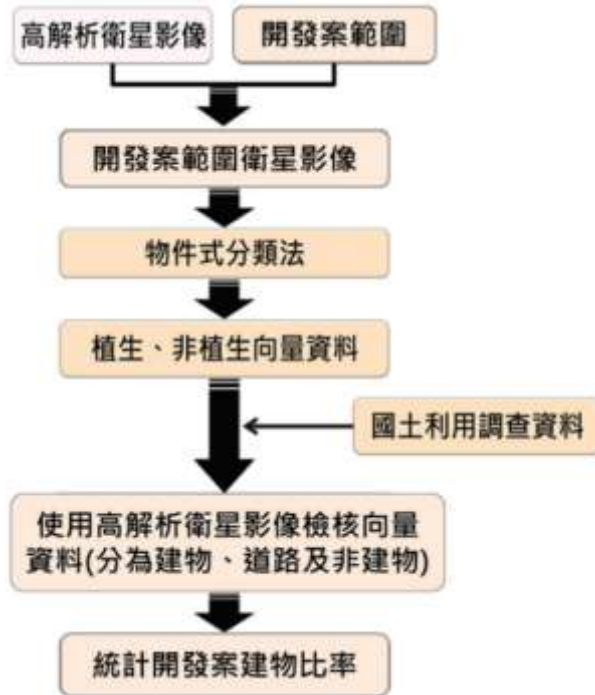 高解析衛星影像
開發案範圍
開發案範圍衛星影像
物件式分類法
植生、非植生向量資料
國土利用調查資料
使用高解析衛星影像檢核向量
資料(分為建物、道路及非建物)
統計開發案建物比率